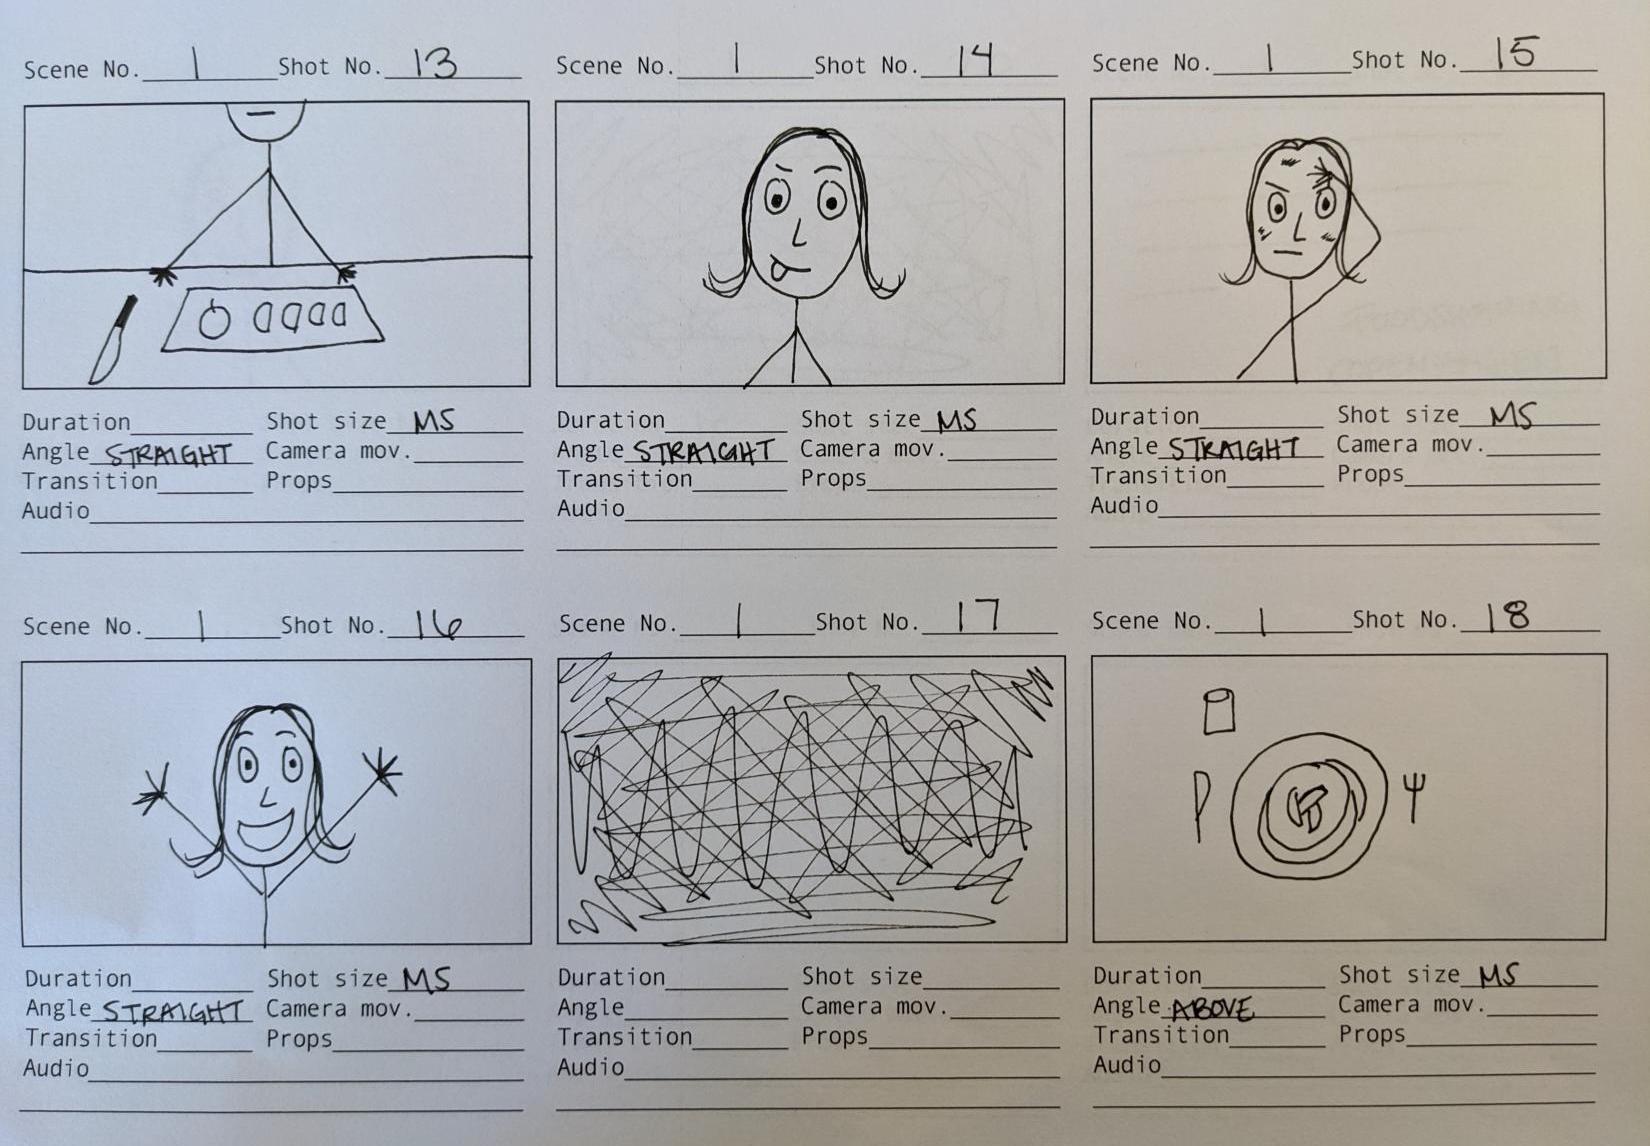 Scene No. 1 Shot No. 13
Duration Shot size MS
Angle STRAIGHT Camera mov.
Transition Props
Audio
Scene No. 1 Shot No. 14
Duration Shot size MS
Angle STRAIGHT Camera mov.
Transition Props
Audio
Scene No. 1 Shot No. 15
Duration Shot size MS
Angle STRAIGHT Camera mov.
Transition Props
Audio
Scene No. 1 Shot No. 16
Duration Shot size MS
Angle STRAIGHT Camera mov.
Transition Props
Audio
Scene No. 1 Shot No. 17
Duration Shot size
Angle Camera mov.
Transition Props
Audio
Scene No. 1 Shot No. 18
Duration Shot size MS
Angle ABOVE Camera mov.
Transition Props
Audio